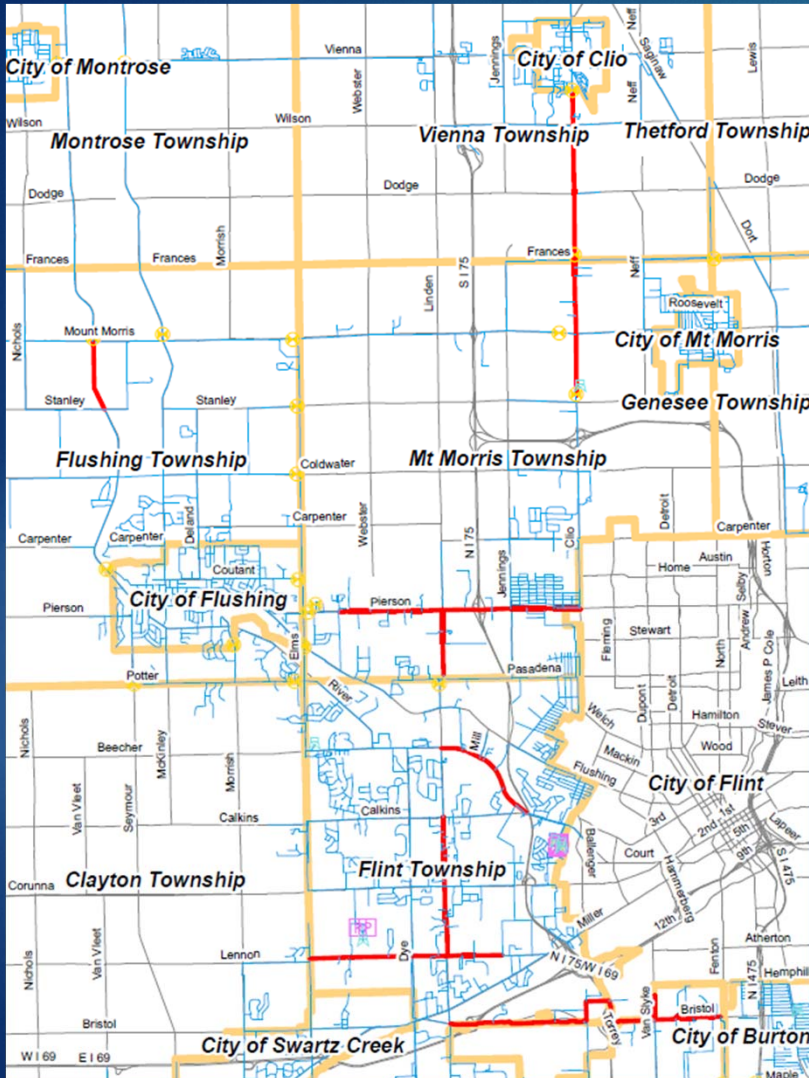 Neff
Vienna
Jennings
City of Clio
Saginaw
Lewis
City of Montrose
Webster
Neff
Wilson
Wilson
Montrose Township
Vienna Township
Thetford Township
Dodge
Dodge
Dodge
Morrish
Dort
Frances
Frances
Frances
Neff
Linden
S I 75
Roosevelt
Nichols
Mount Morris
City of Mt Morris
Stanley
Stanley
Genesee Township
Flushing Township
Coldwater
Mt Morris Township
Carpenter
Carpenter
Deland
Carpenter
Webster
N I 75
Clio
Detroit
Carpenter
Austin
Home
Horton
Coutant
Jennings
Selby
Pierson
City of Flushing
Pierson
Fleming
Stewart
North
Andrew
James P Cole
Elms
Pasadena
Potter
River
Leith
Dupont
Detroit
Welch
Hamilton
Stever
Nichols
Beecher
McKinley
Morrish
Mill
Mackin
Wood
Flushing
City of Flint
Van Vleet
Seymour
Calkins
Calkins
3rd
2nd
1st
5th
9th
Lapeer
Ballenger
Court
Hammerberg
S I 475
Corunna
Clayton Township
Flint Township
Miller
12th
Nichols
Van Vleet
Lennon
Dye
Atherton
Fenton
N I 75/W I 69
N I 475
Hemphill
Bristol
Van Slyke
Bristol
Torrey
City of Swartz Creek
City of Burton
W I 69
E I 69
Maple